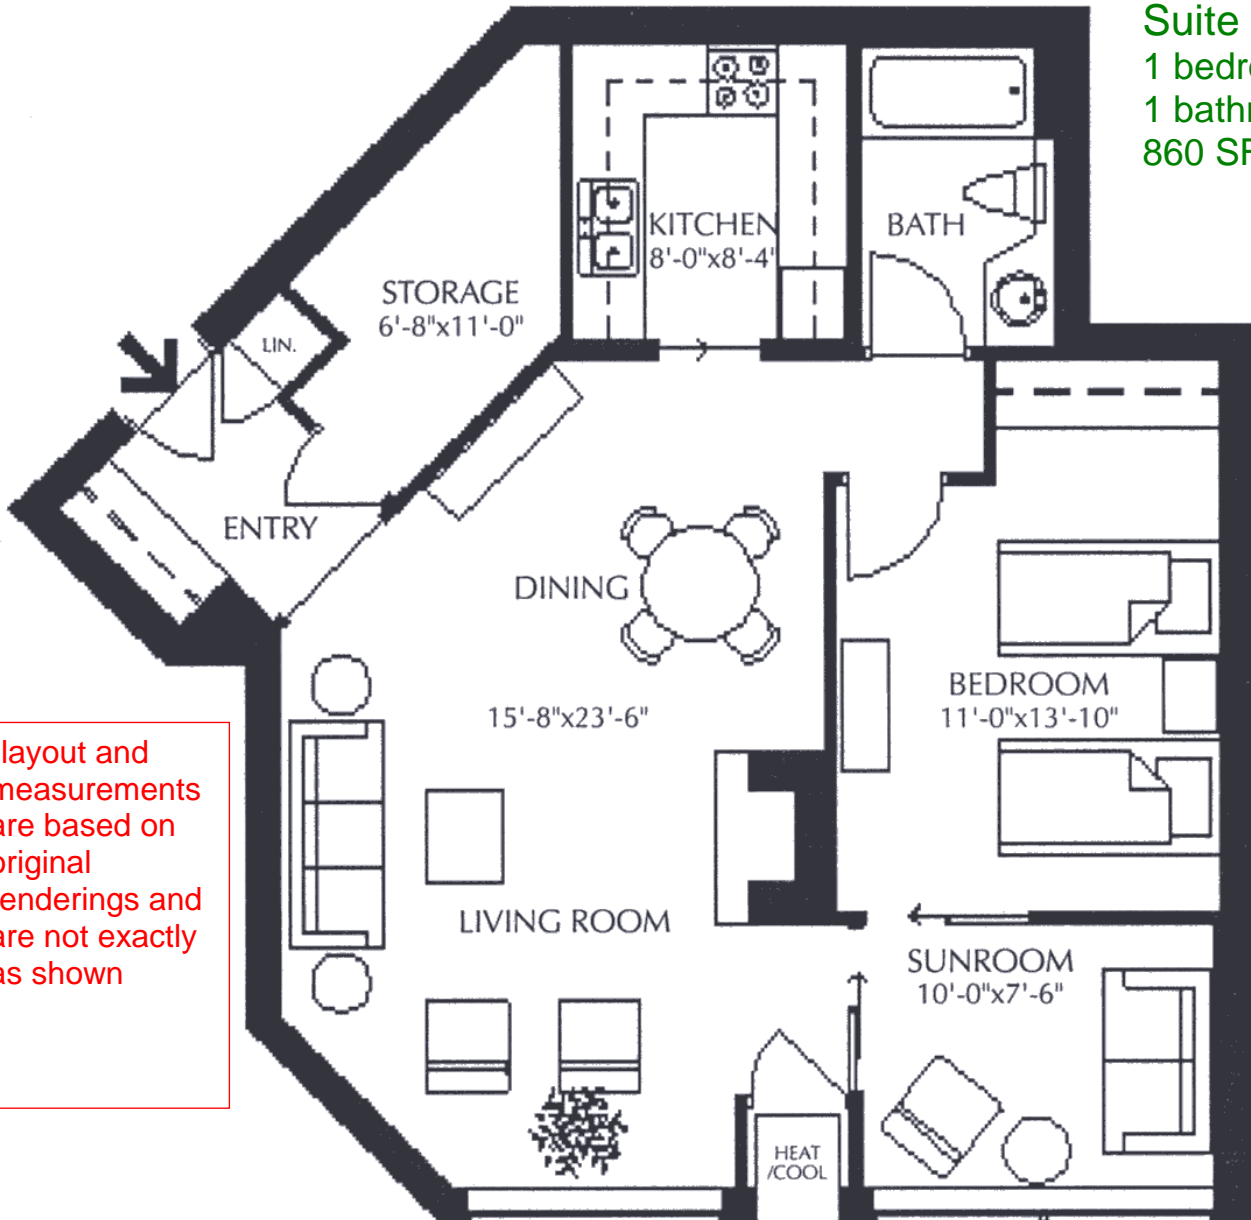 Suite
1 bedr
1 bathr
860 SF
KITCHEN
8'-0"x8'-4"
BATH
STORAGE
6'-8"x11'-0"
LIN.
ENTRY
DINING
15'-8"x23'-6"
BEDROOM
11'-0"x13'-10"
layout and
measurements
are based on
original
renderings and
are not exactly
as shown
LIVING ROOM
SUNROOM
10'-0"x7'-6"
HEAT
/COOL